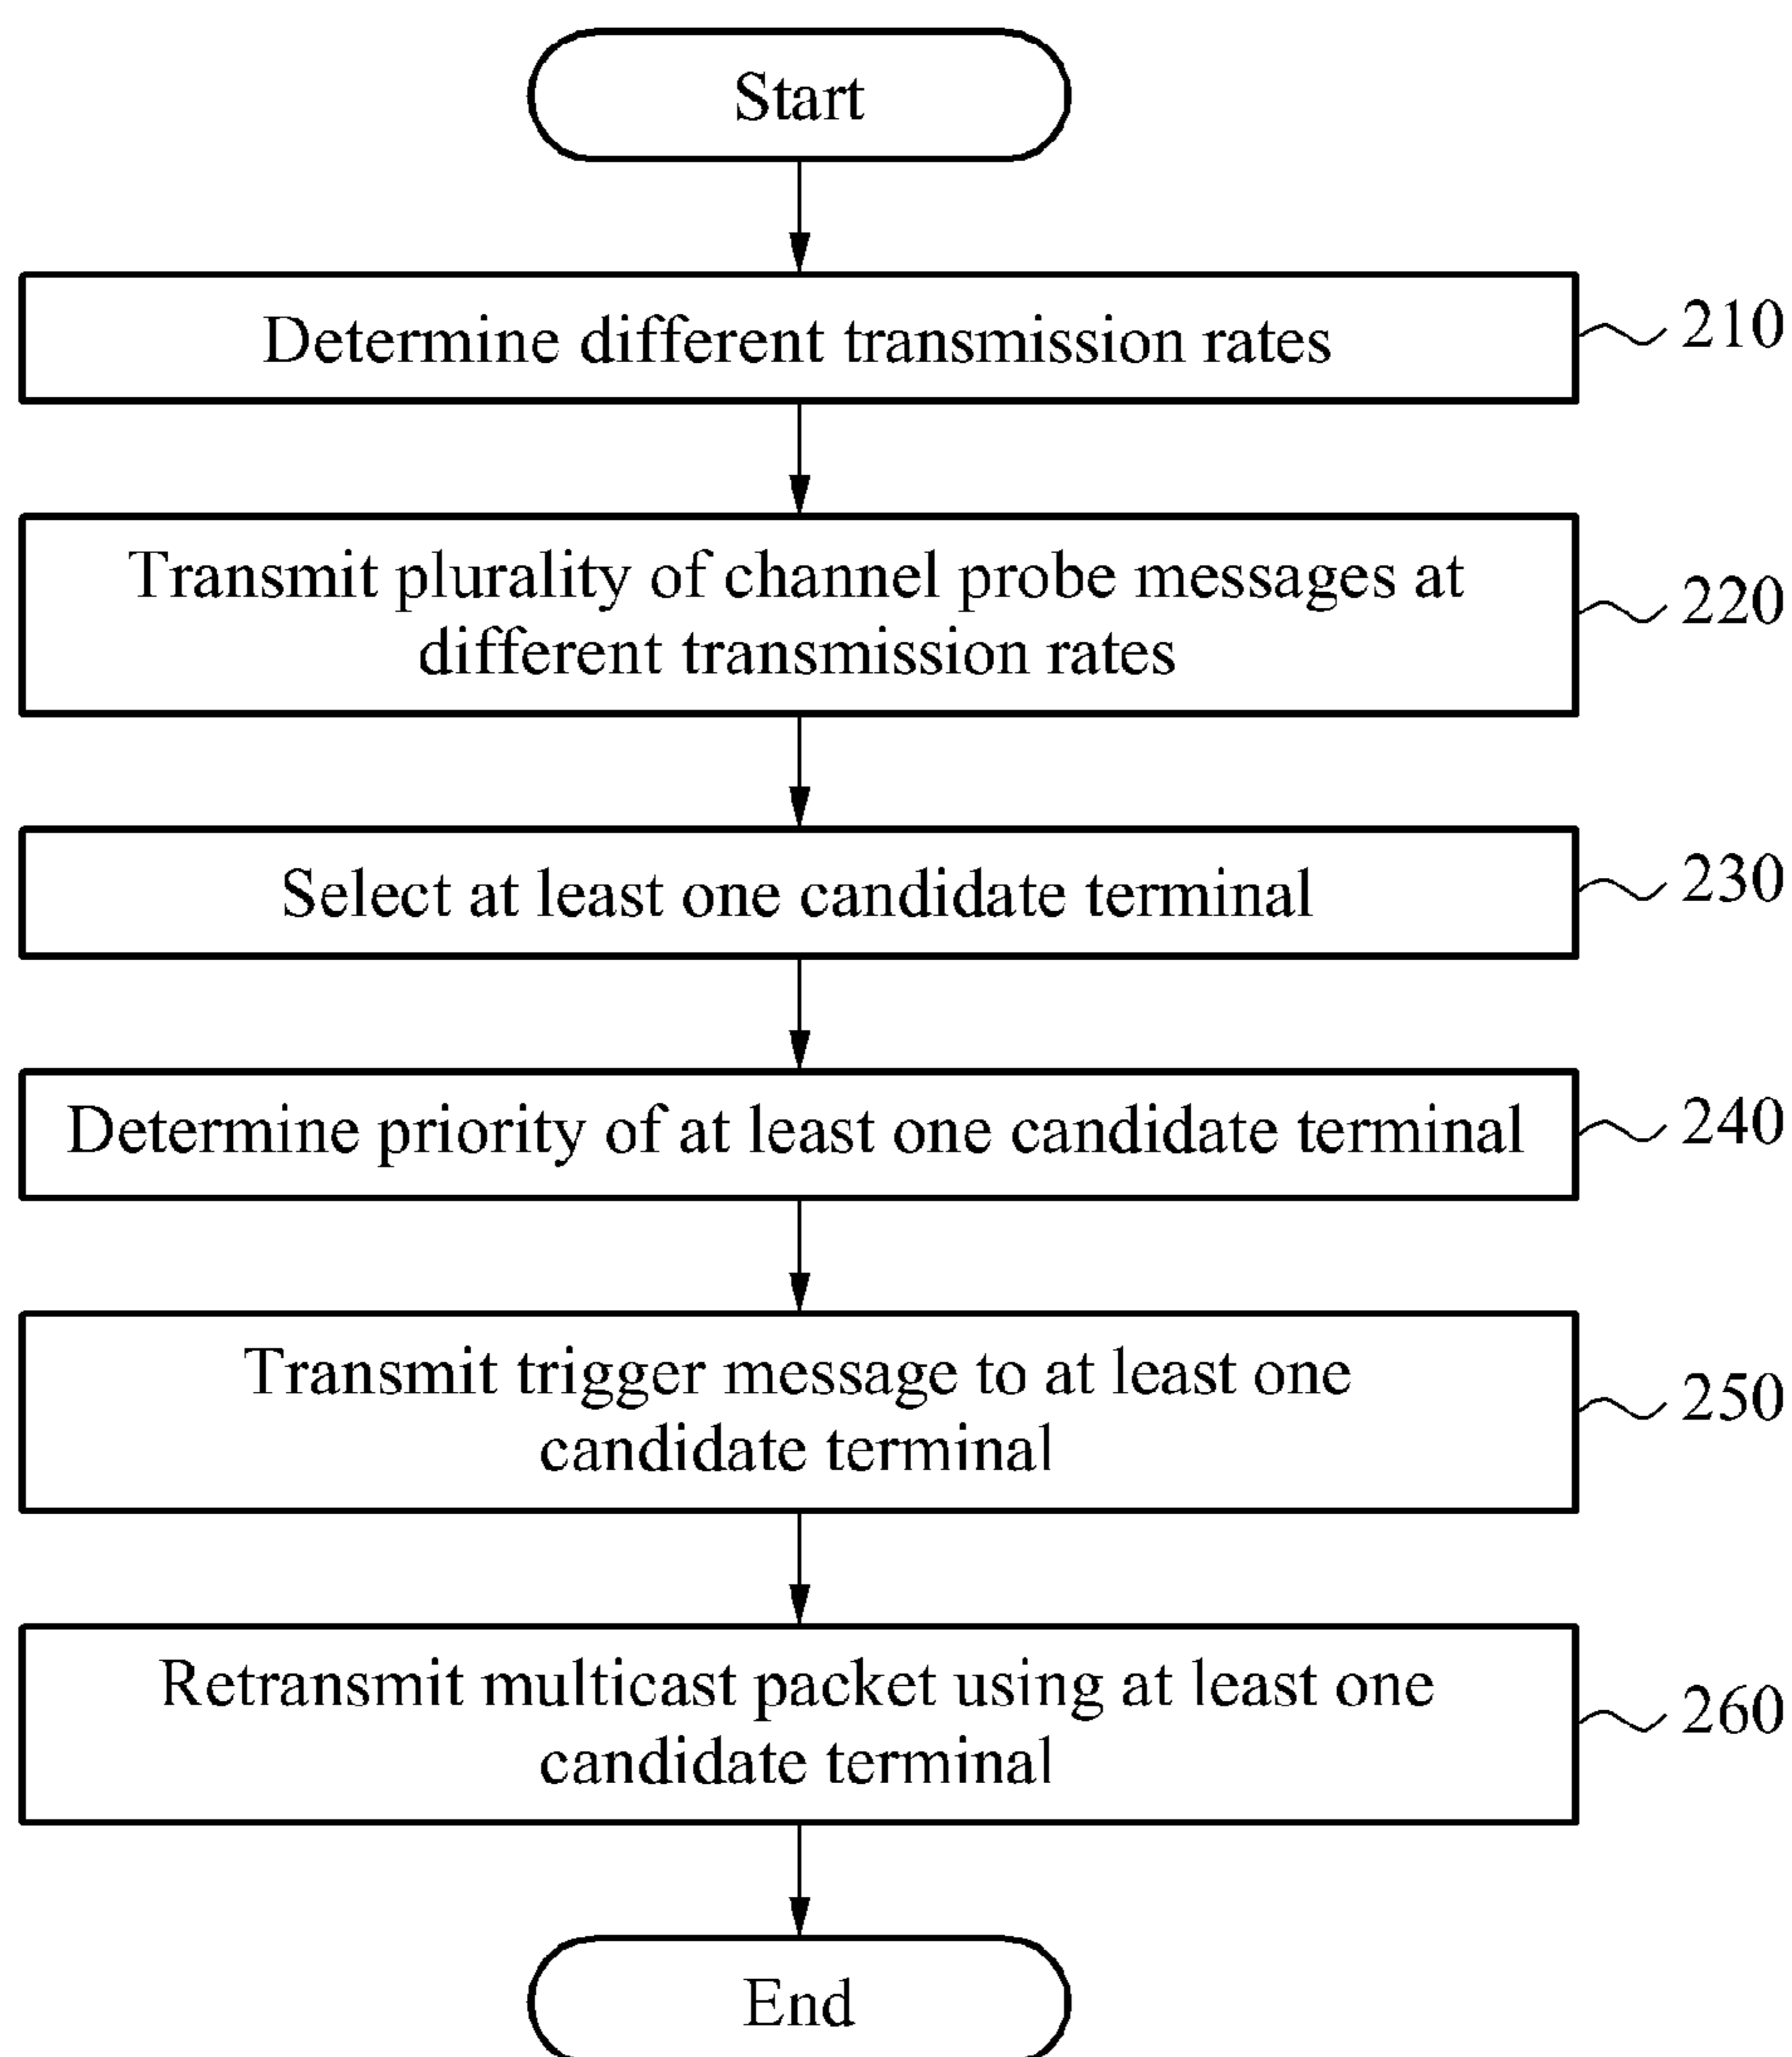 Start
Determine different transmission rates
210
Transmit plurality of channel probe messages at
different transmission rates
220
Select at least one candidate terminal
230
Determine priority of at least one candidate terminal
240
Transmit trigger message to at least one
candidate terminal
250
Retransmit multicast packet using at least one
candidate terminal
260
End